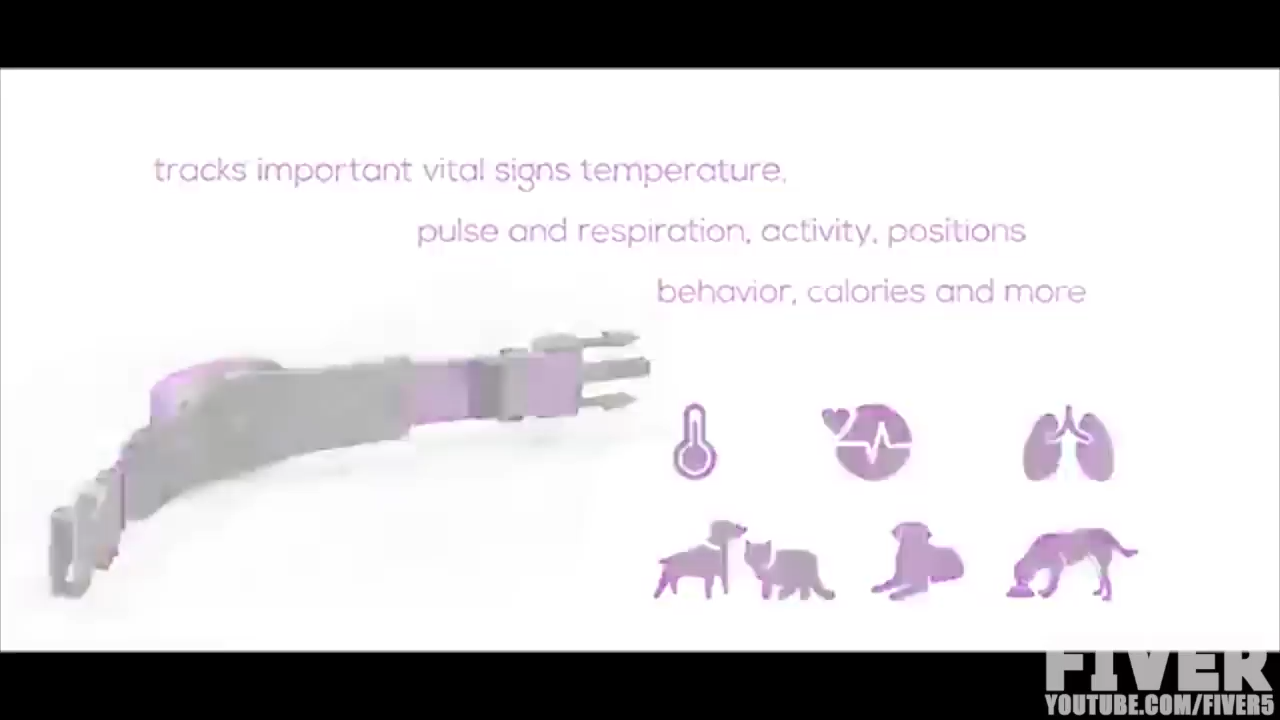 tracks important vital signs temperature,
pulse and respiration, activity, positions
behavior, calories and more
FIVER
YOUTUBE.COM/FIVER5